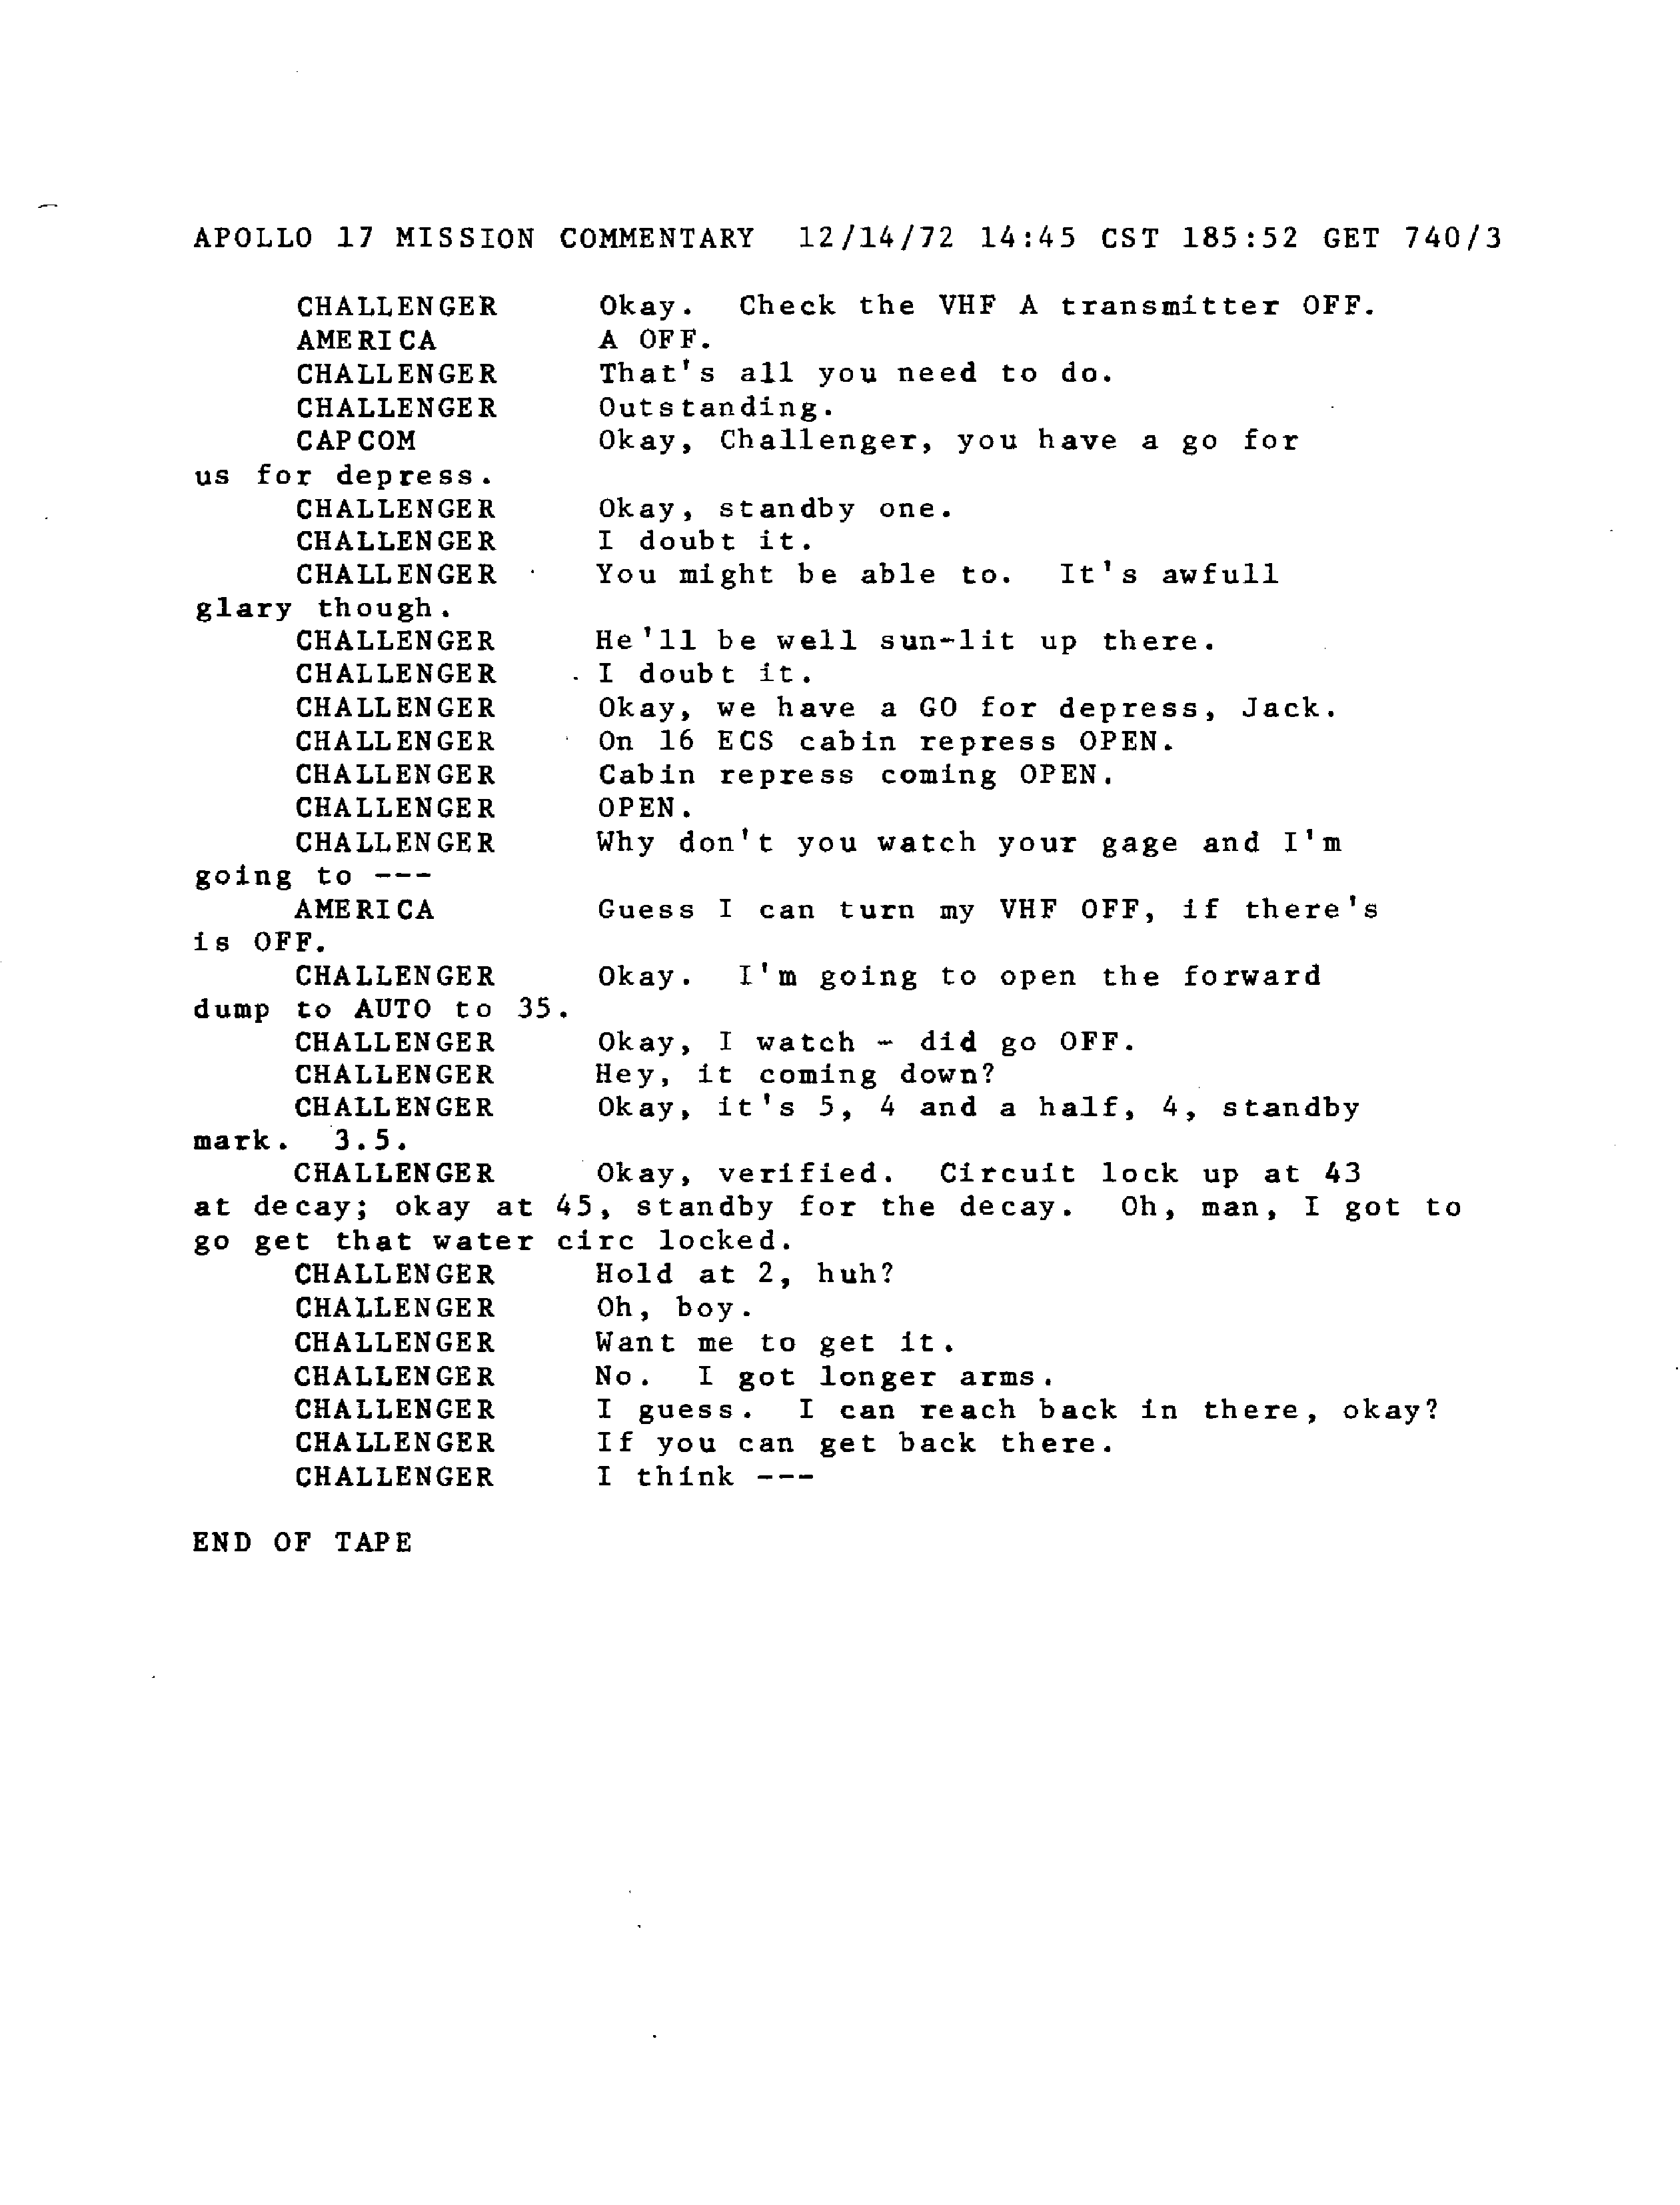 APOLLO 17 MISSION COMMENTARY 12/14/72 14:45 CST 185:52 GET 740/3
CHALLENGER Okay. Check the VHF A transmitter OFF.
AMERICA A OFF.
CHALLENGER That's all you need to do.
CHALLENGER Outstanding.
CAPCOM Okay, Challenger, you have a go for
us for depress.
CHALLENGER Okay, standby one.
CHALLENGER I doubt it.
CHALLENGER You might be able to. It's awfull
glary though.
CHALLENGER He'll be well sun-lit up there.
CHALLENGER I doubt it.
CHALLENGER Okay, we have a GO for depress, Jack.
CHALLENGER On 16 ECS cabin repress OPEN.
CHALLENGER Cabin repress coming OPEN.
CHALLENGER OPEN.
CHALLENGER Why don't you watch your gage and I'm
going to ---
AMERICA Guess I can turn my VHF OFF, if there's
is OFF.
CHALLENGER Okay. I'm going to open the forward
dump to AUTO to 35.
CHALLENGER Okay, I watch - did go OFF.
CHALLENGER Hey, it coming down?
CHALLENGER Okay, it's 5, 4 and a half, 4, standby
mark. 3.5.
CHALLENGER Okay, verified. Circuit lock up at 43
at decay; okay at 45, standby for the decay. Oh, man, I got to
go get that water circ locked.
CHALLENGER Hold at 2, huh?
CHALLENGER Oh, boy.
CHALLENGER Want me to get it.
CHALLENGER No. I got longer arms.
CHALLENGER I guess. I can reach back in there, okay?
CHALLENGER If you can get back there.
CHALLENGER I think ---
END OF TAPE